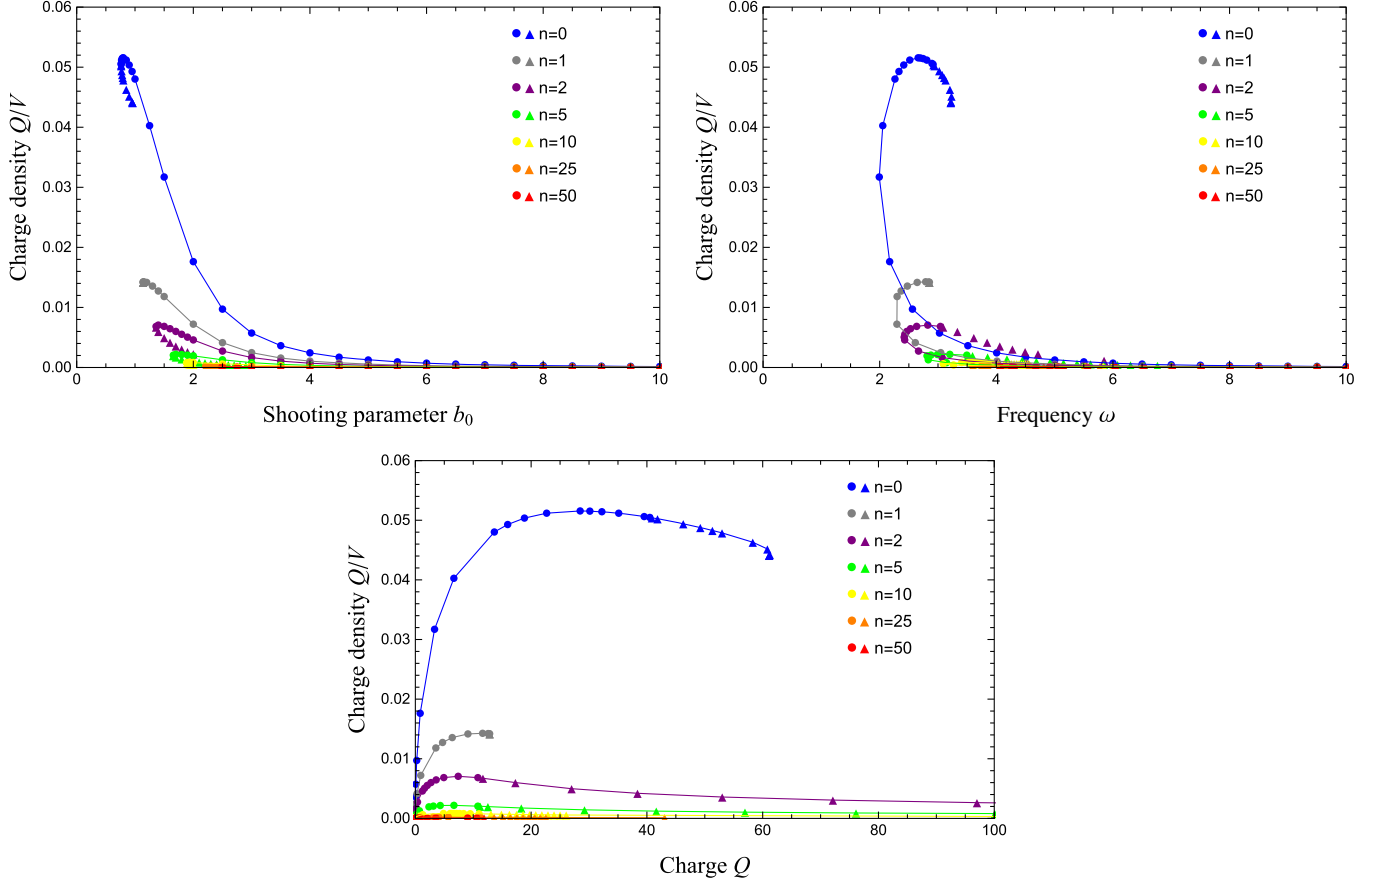 0.06
0.05
0.04
0.03
0.02
0.01
0.00
0 2 4 6 8 10
Charge density Q/V
Shooting parameter b₀
n=0
n=1
n=2
n=5
n=10
n=25
n=50
0.06
0.05
0.04
0.03
0.02
0.01
0.00
0 2 4 6 8 10
Charge density Q/V
Frequency ω
n=0
n=1
n=2
n=5
n=10
n=25
n=50
0.06
0.05
0.04
0.03
0.02
0.01
0.00
0 20 40 60 80 100
Charge density Q/V
Charge Q
n=0
n=1
n=2
n=5
n=10
n=25
n=50